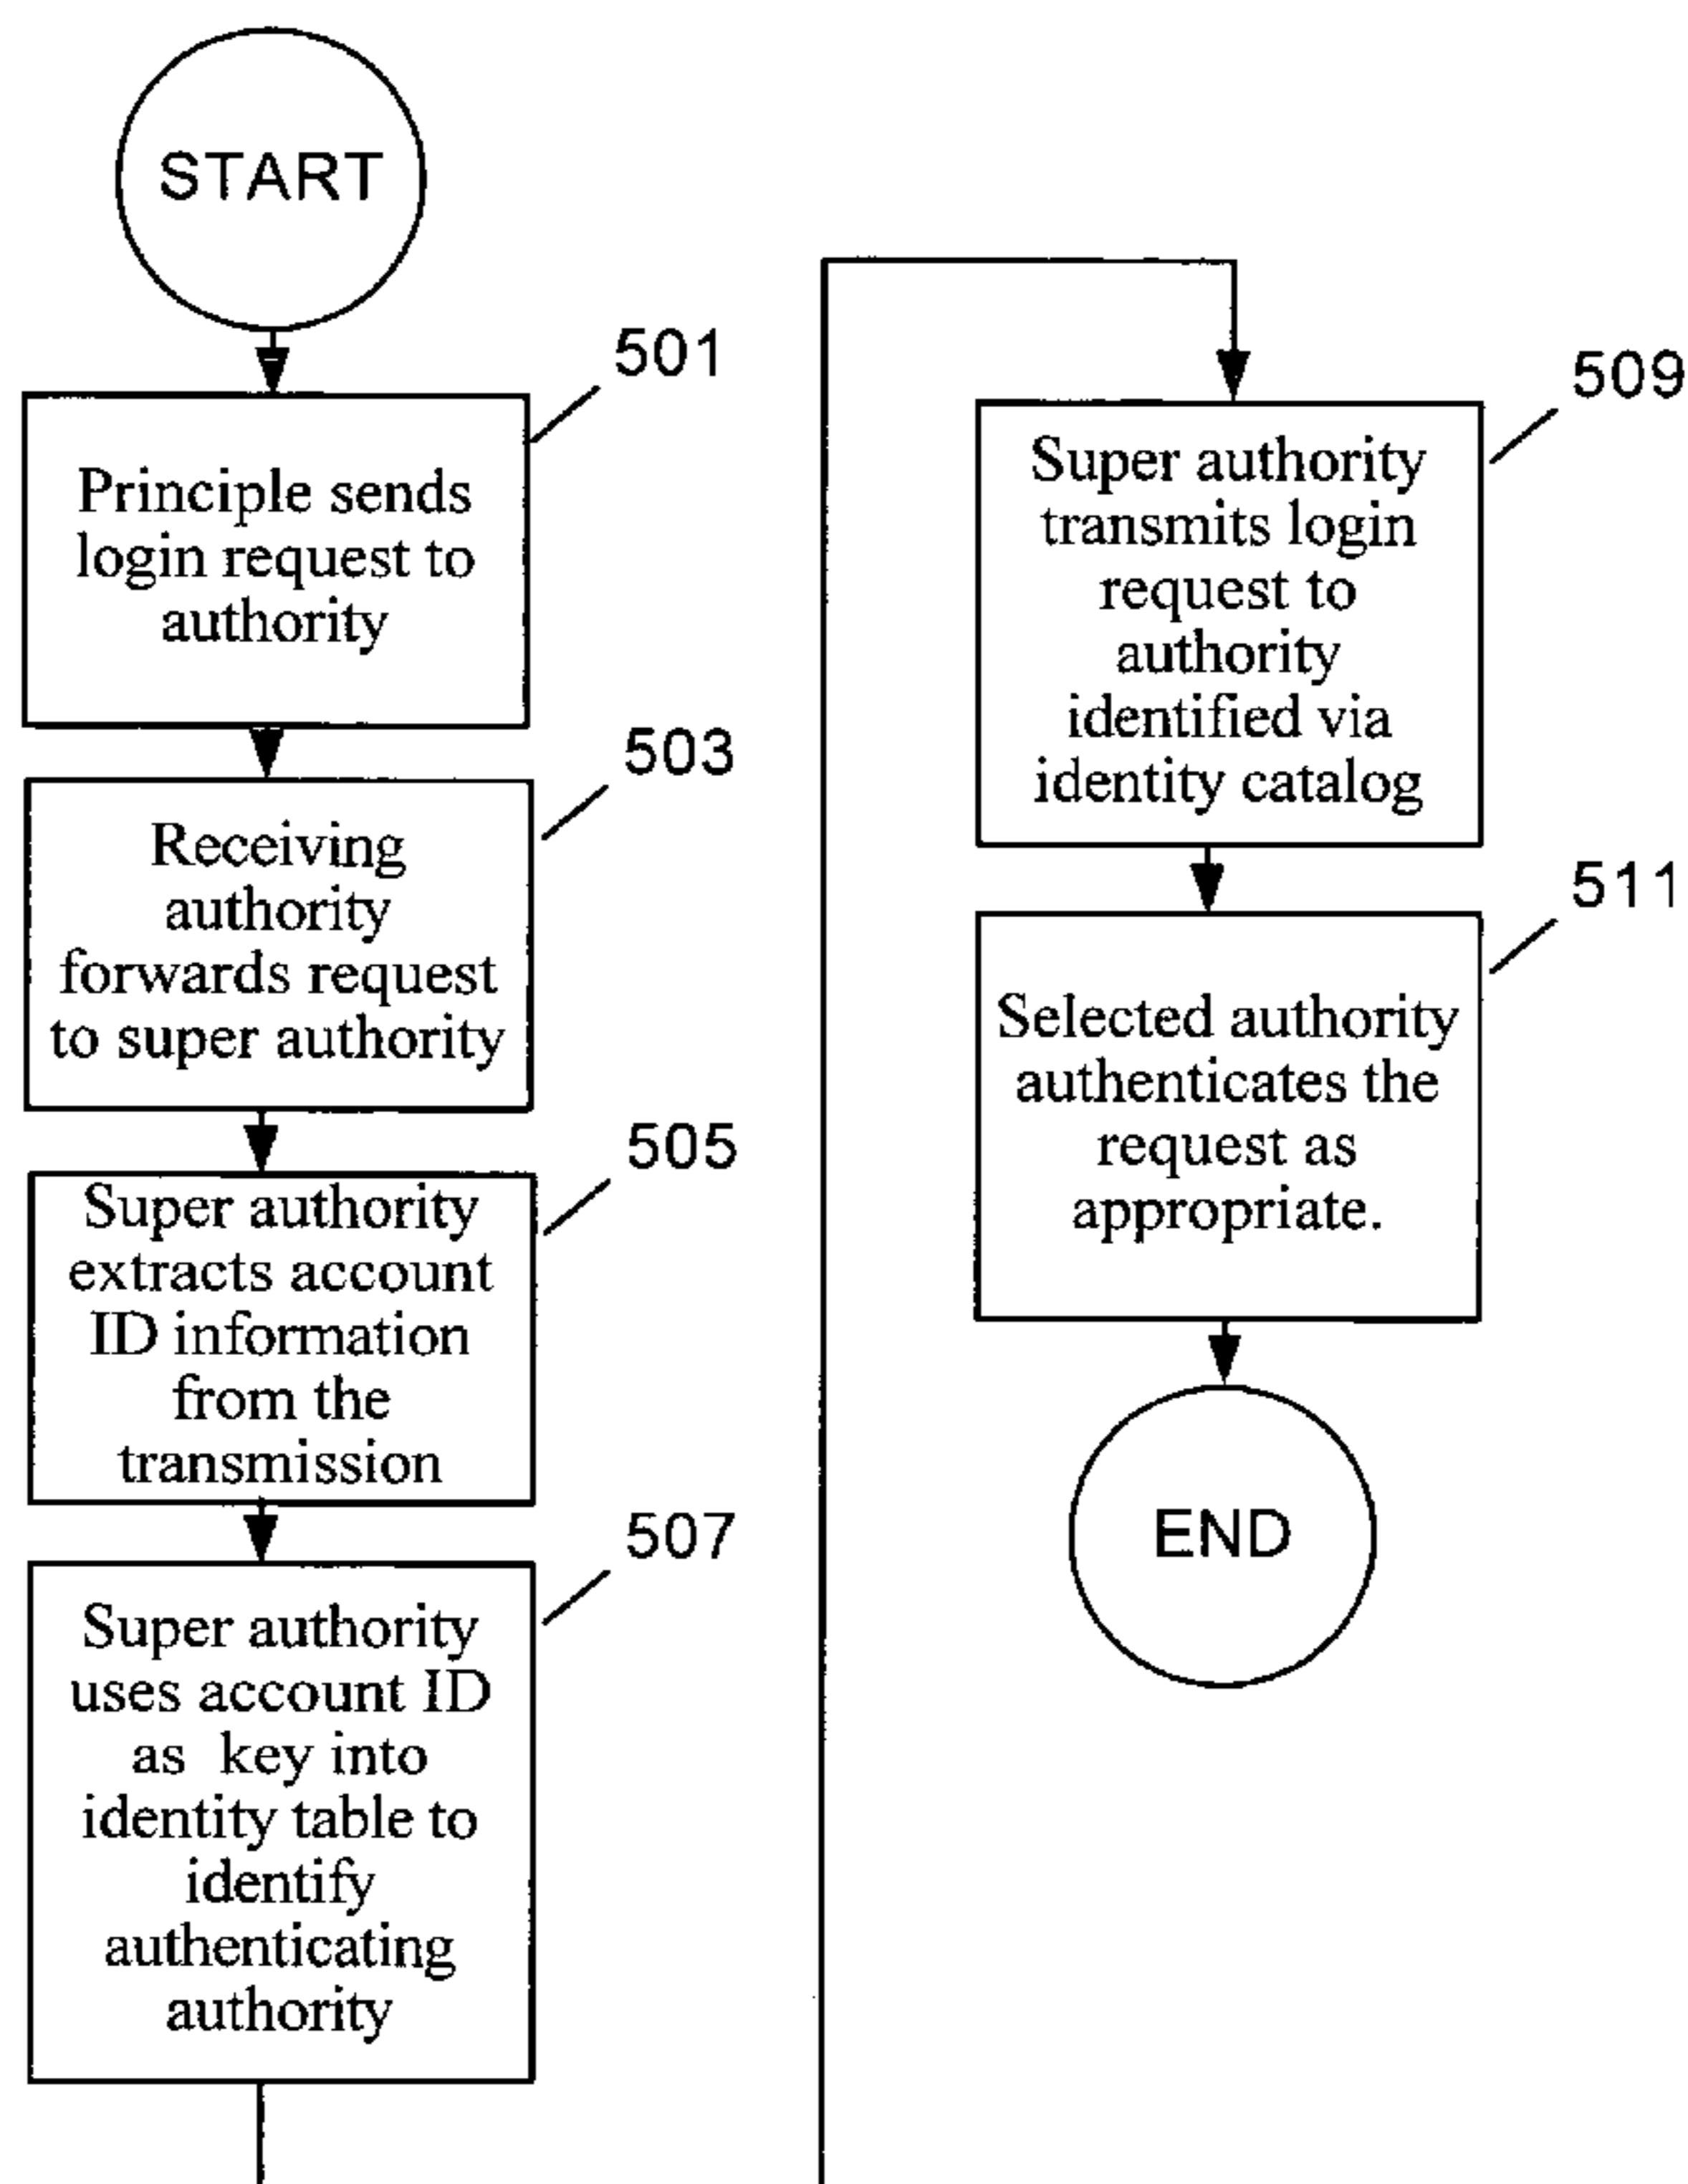 START
501
Principle sends
login request to
authority
503
Receiving
authority
forwards request
to super authority
505
Super authority
extracts account
ID information
from the
transmission
507
Super authority
uses account ID
as key into
identity table to
identify
authenticating
authority
509
Super authority
transmits login
request to
authority
identified via
identity catalog
511
Selected authority
authenticates the
request as
appropriate.
END